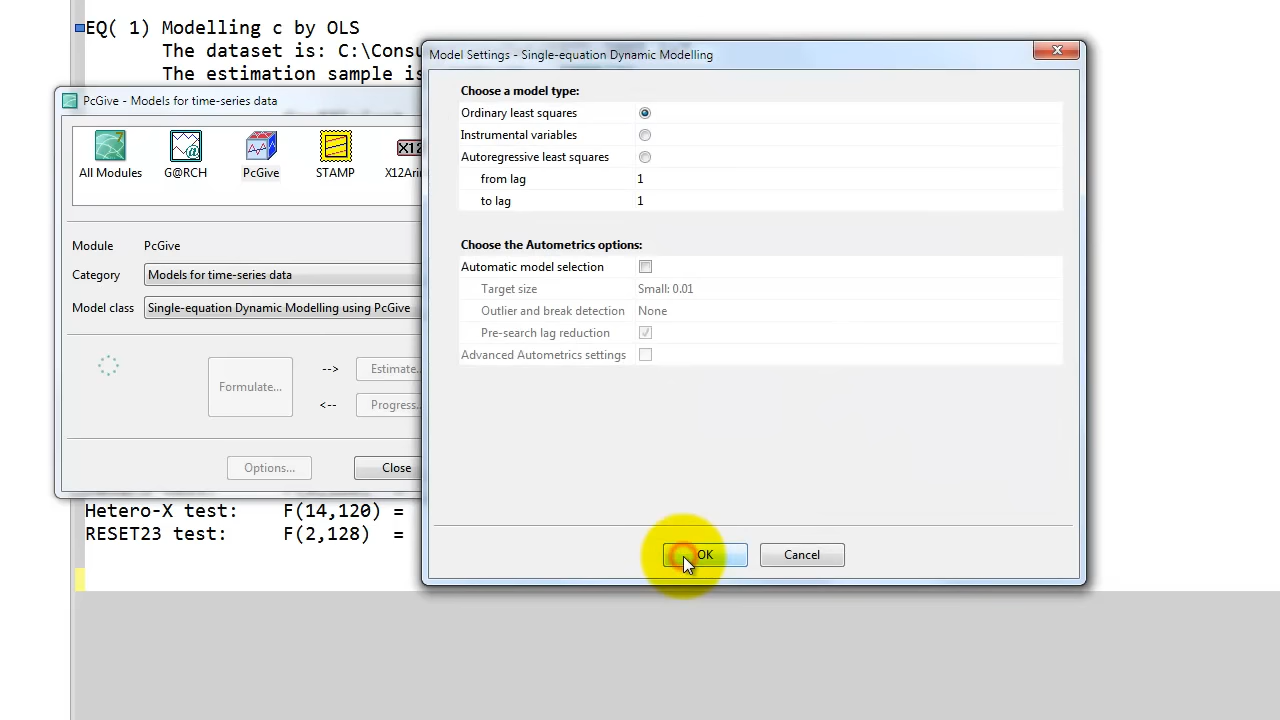 EQ( 1) Modelling c by OLS
The dataset is: C:\Consu
The estimation sample is
PcGive - Models for time-series data
All Modules
G@RCH
PcGive
STAMP
X12
X12Ari
Module PcGive
Category Models for time-series data
Model class Single-equation Dynamic Modelling using PcGive
Formulate...
--> Estimate..
<-- Progress..
Options... Close
Hetero-X test: F(14,120) =
RESET23 test: F(2,128) =
Model Settings - Single-equation Dynamic Modelling
Choose a model type:
Ordinary least squares
Instrumental variables
Autoregressive least squares
from lag 1
to lag 1
Choose the Autometrics options:
Automatic model selection
Target size Small: 0.01
Outlier and break detection None
Pre-search lag reduction
Advanced Autometrics settings
OK Cancel